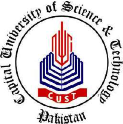 Capital University of Science & Technology
CUST
Pakistan